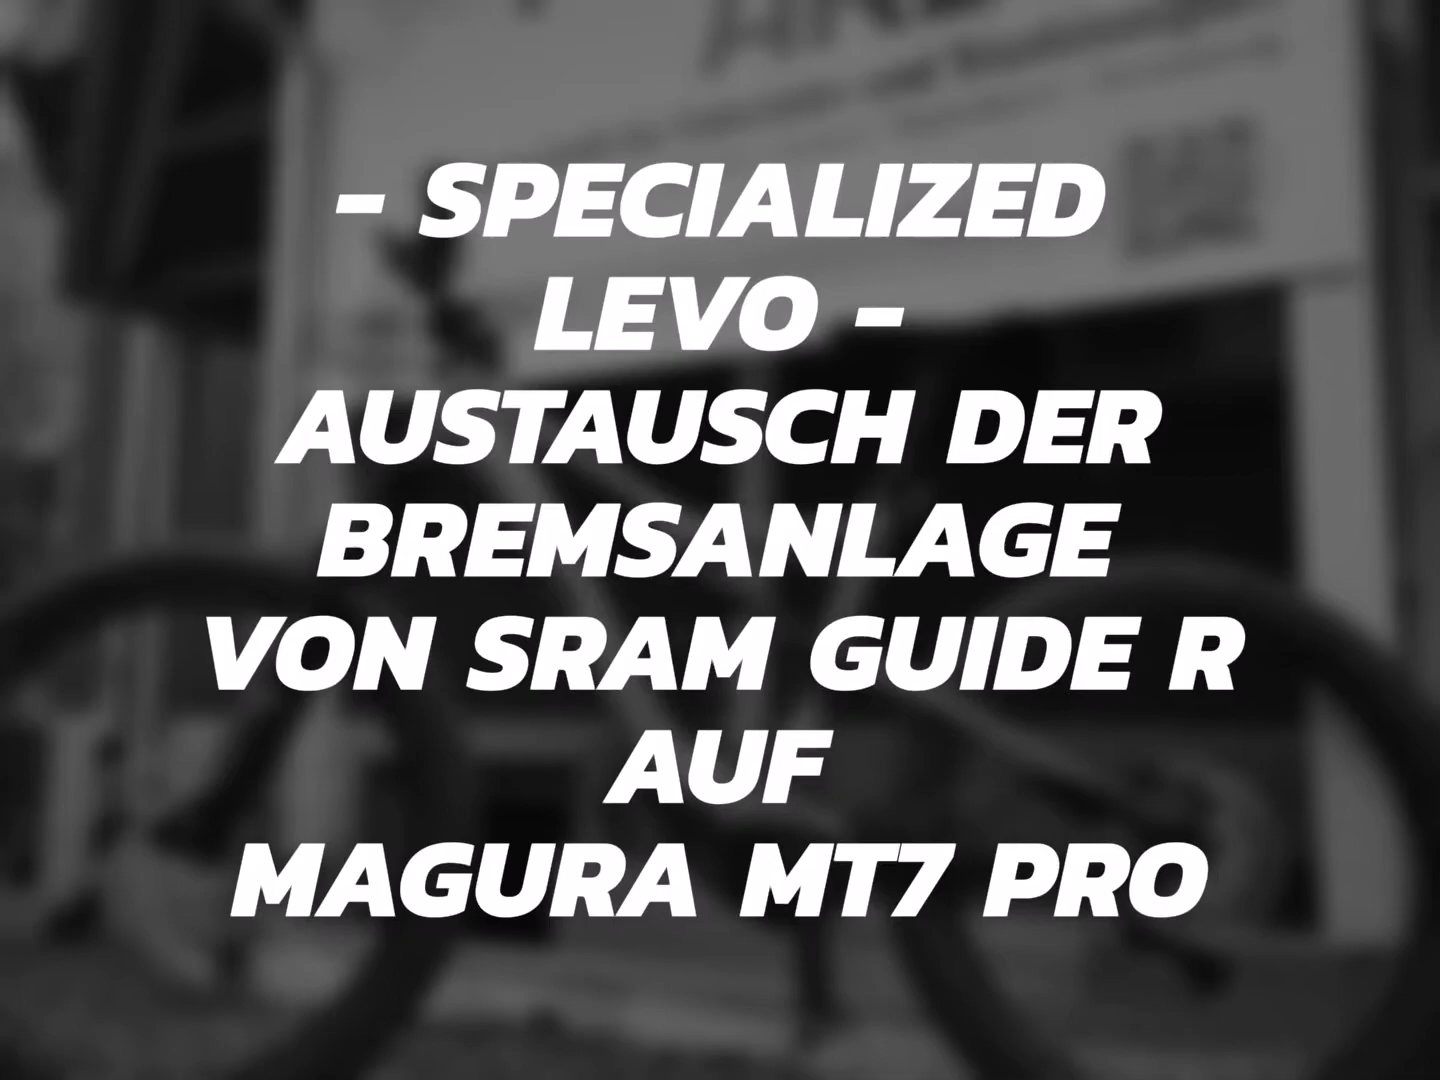 - SPECIALIZED
LEVO -
AUSTAUSCH DER
BREMSANLAGE
VON SRAM GUIDE R
AUF
MAGURA MT7 PRO